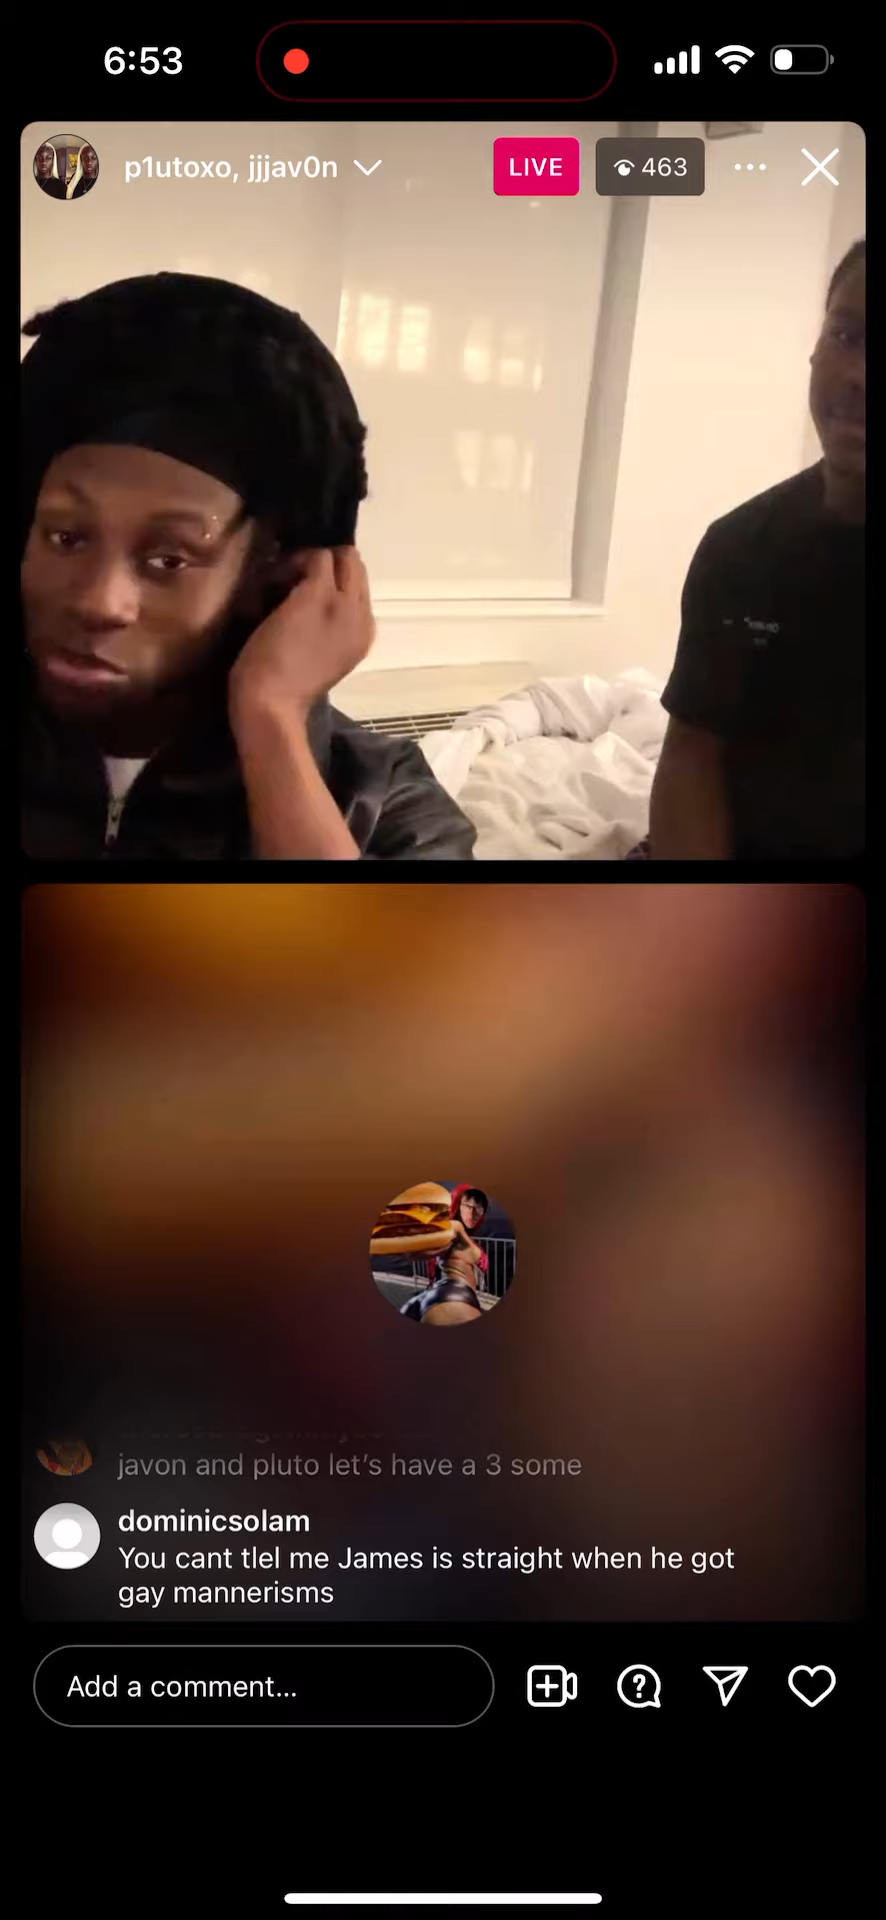 6:53
p1utoxo, jjjav0n
LIVE
463
javon and pluto let’s have a 3 some
dominicsolam
You cant tlel me James is straight when he got
gay mannerisms
Add a comment...